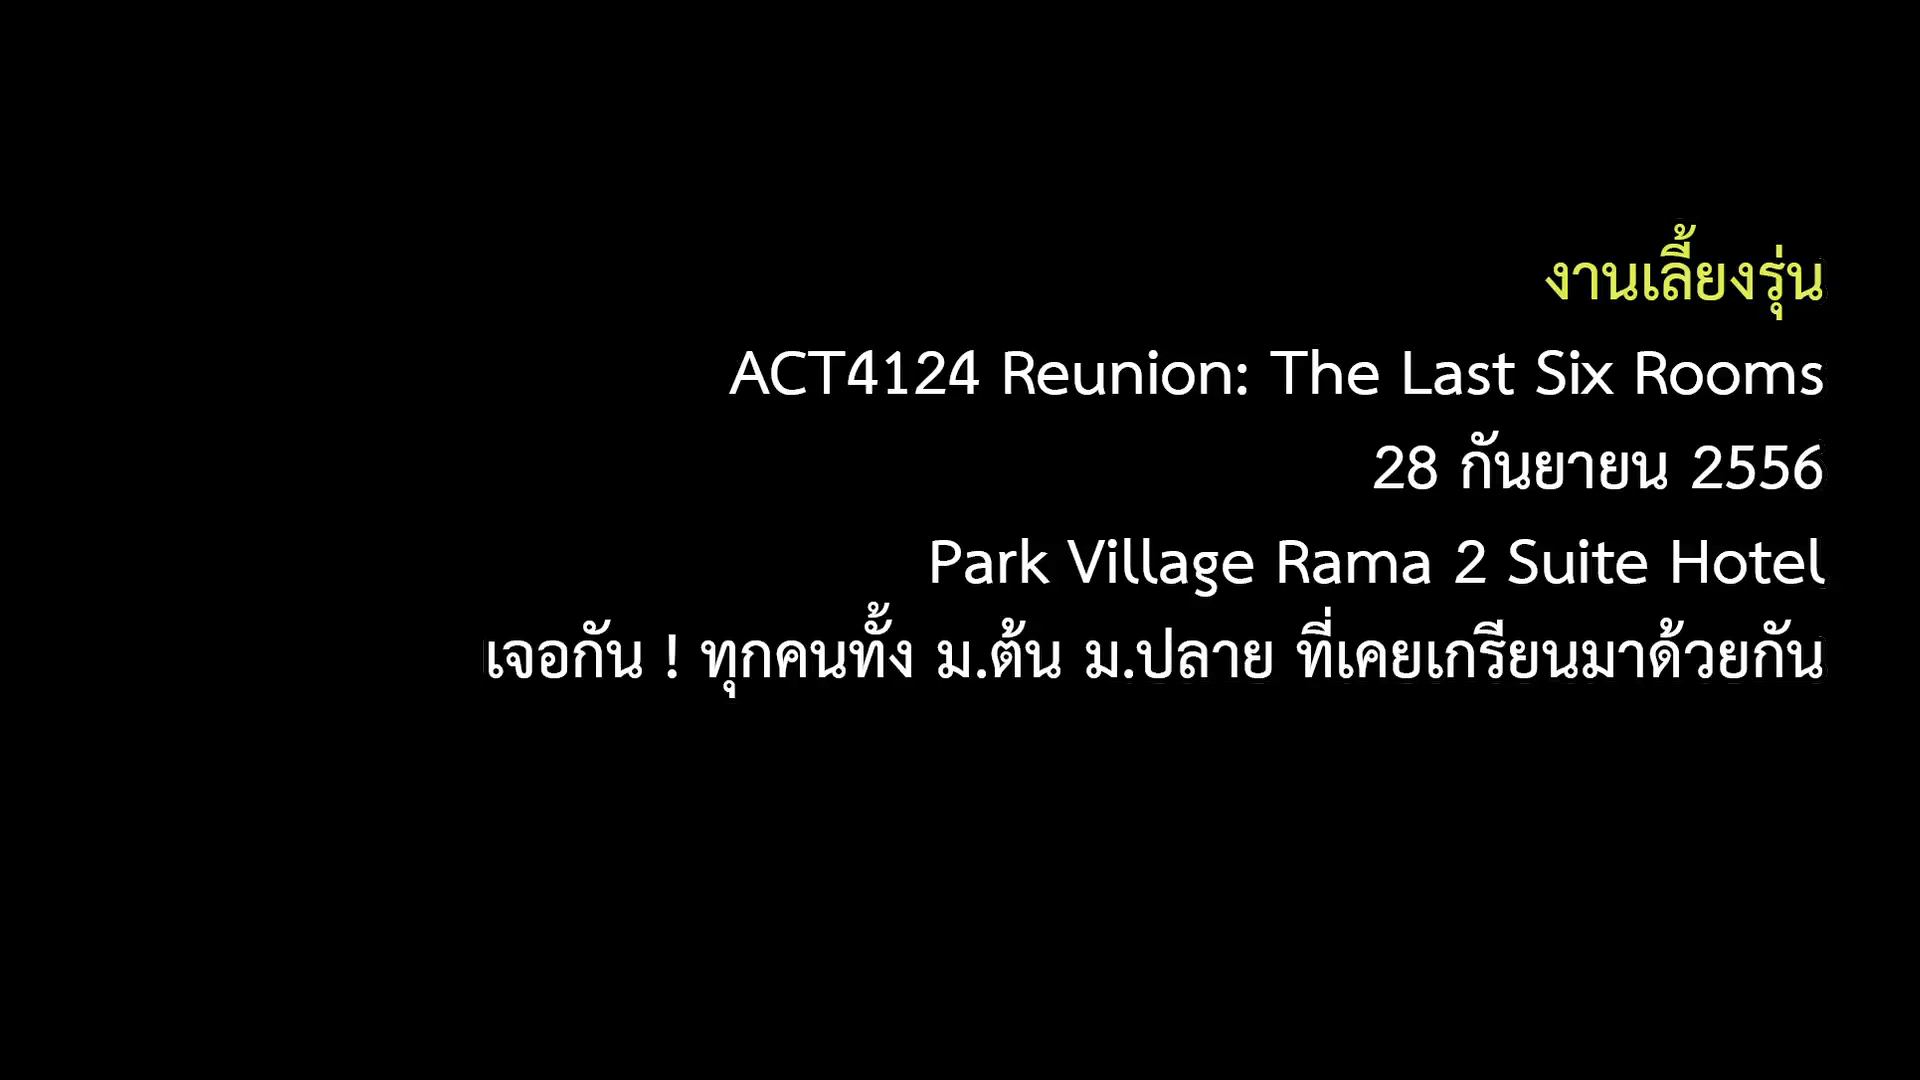 งานเลี้ยงรุ่น
ACT4124 Reunion: The Last Six Rooms
28 กันยายน 2556
Park Village Rama 2 Suite Hotel
เจอกัน ! ทุกคนทั้ง ม.ต้น ม.ปลาย ที่เคยเกรียนมาด้วยกัน